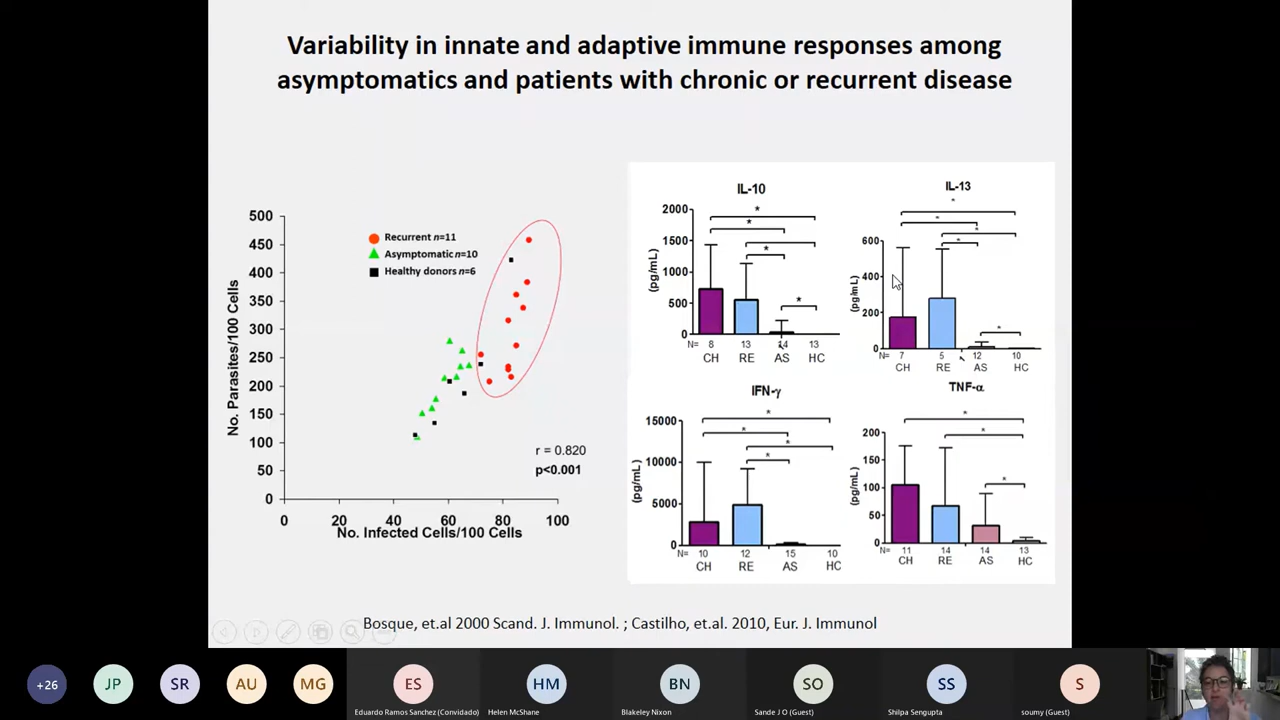 Variability in innate and adaptive immune responses among
asymptomatics and patients with chronic or recurrent disease
500
450
400
350
300
250
200
150
100
50
0
No. Parasites/100 Cells
Recurrent n=11
Asymptomatic n=10
Healthy donors n=6
r = 0.820
p<0.001
0 20 40 60 80 100
No. Infected Cells/100 Cells
IL-10
2000
1500
1000
500
0
(pg/mL)
* * * *
N= 8 13 14 13
CH RE AS HC
IL-13
600
400
200
0
(pg/mL)
* * * * *
N= 7 5 12 10
CH RE AS HC
IFN-γ
15000
10000
5000
0
(pg/mL)
* * * *
N= 10 12 15 10
CH RE AS HC
TNF-α
200
150
100
50
0
(pg/mL)
* * *
N= 11 14 14 13
CH RE AS HC
Bosque, et.al 2000 Scand. J. Immunol. ; Castilho, et.al. 2010, Eur. J. Immunol
+26 JP SR AU MG ES HM BN SO SS S
Eduardo Ramos Sanchez (Convidado) Helen McShane Blakeley Nixon Sande J O (Guest) Shilpa Sengupta soumy (Guest)